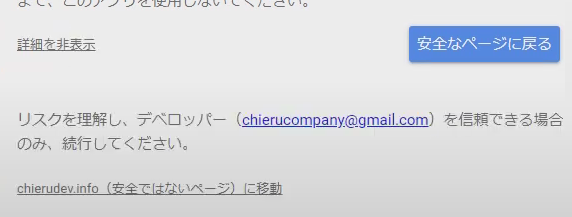 まで、このアプリを使用しないでください。
詳細を非表示
安全なページに戻る
リスクを理解し、デベロッパー（chierucompany@gmail.com）を信頼できる場合
のみ、続行してください。
chierudev.info（安全ではないページ）に移動